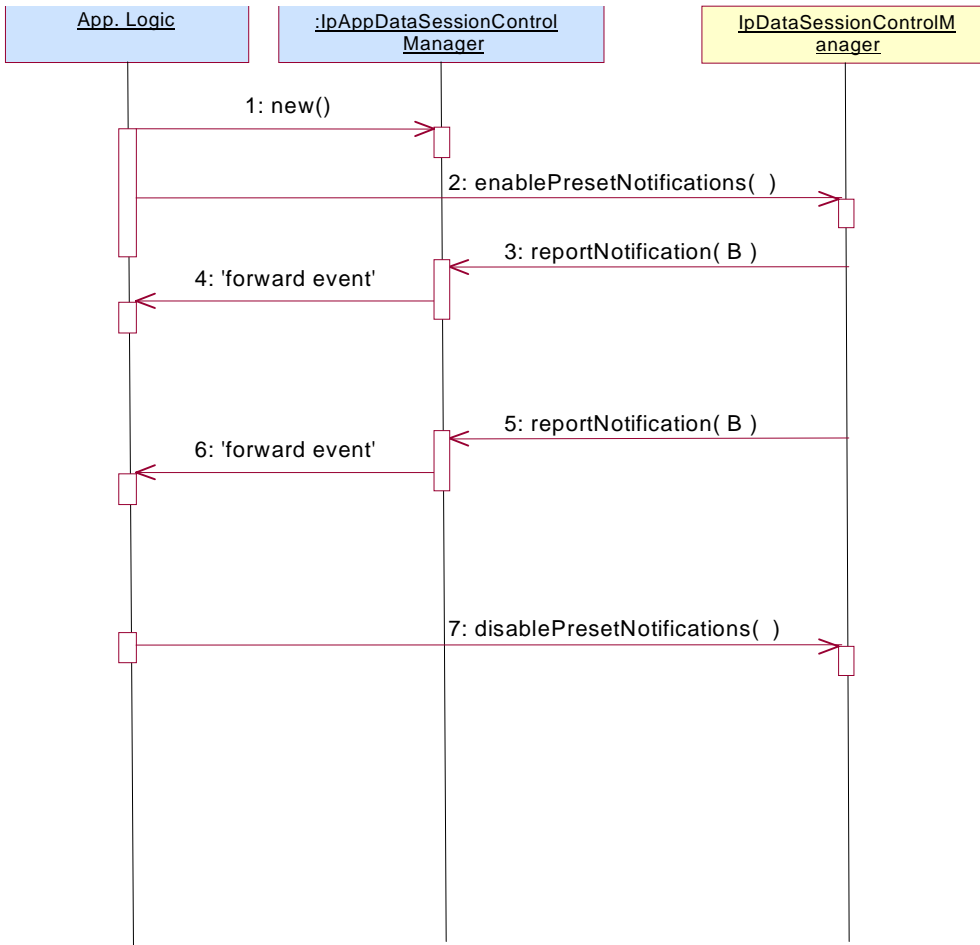 App. Logic
:IpAppDataSessionControl
Manager
IpDataSessionControlM
anager
1: new()
2: enablePresetNotifications(  )
3: reportNotification( B )
4: 'forward event'
5: reportNotification( B )
6: 'forward event'
7: disablePresetNotifications(  )